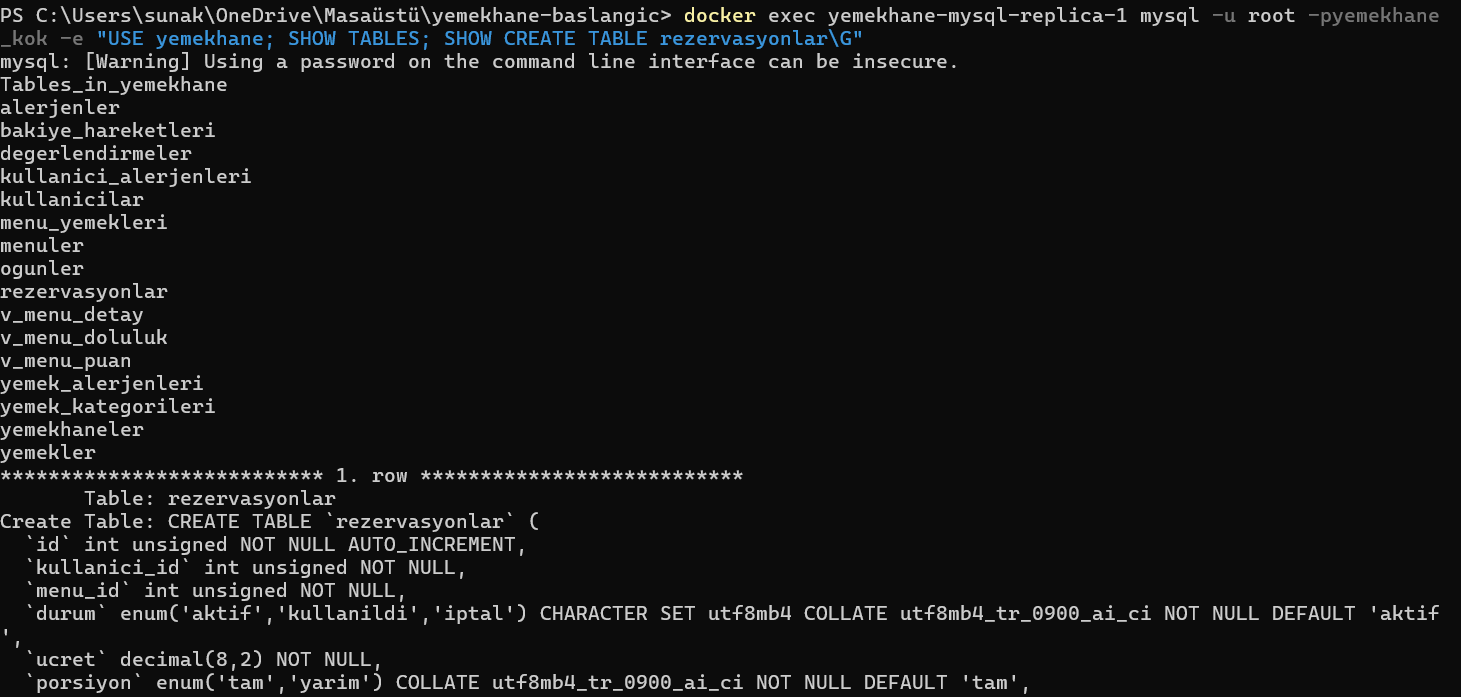 PS C:\Users\sunak\OneDrive\Masaüstü\yemekhane-baslangic> docker exec yemekhane-mysql-replica-1 mysql -u root -pyemekhane
_kok -e "USE yemekhane; SHOW TABLES; SHOW CREATE TABLE rezervasyonlar\G"
mysql: [Warning] Using a password on the command line interface can be insecure.
Tables_in_yemekhane
alerjenler
bakiye_hareketleri
degerlendirmeler
kullanici_alerjenleri
kullanicilar
menu_yemekleri
menuler
ogunler
rezervasyonlar
v_menu_detay
v_menu_doluluk
v_menu_puan
yemek_alerjenleri
yemek_kategorileri
yemekhaneler
yemekler
*************************** 1. row ***************************
       Table: rezervasyonlar
Create Table: CREATE TABLE `rezervasyonlar` (
  `id` int unsigned NOT NULL AUTO_INCREMENT,
  `kullanici_id` int unsigned NOT NULL,
  `menu_id` int unsigned NOT NULL,
  `durum` enum('aktif','kullanildi','iptal') CHARACTER SET utf8mb4 COLLATE utf8mb4_tr_0900_ai_ci NOT NULL DEFAULT 'aktif
',
  `ucret` decimal(8,2) NOT NULL,
  `porsiyon` enum('tam','yarim') COLLATE utf8mb4_tr_0900_ai_ci NOT NULL DEFAULT 'tam',